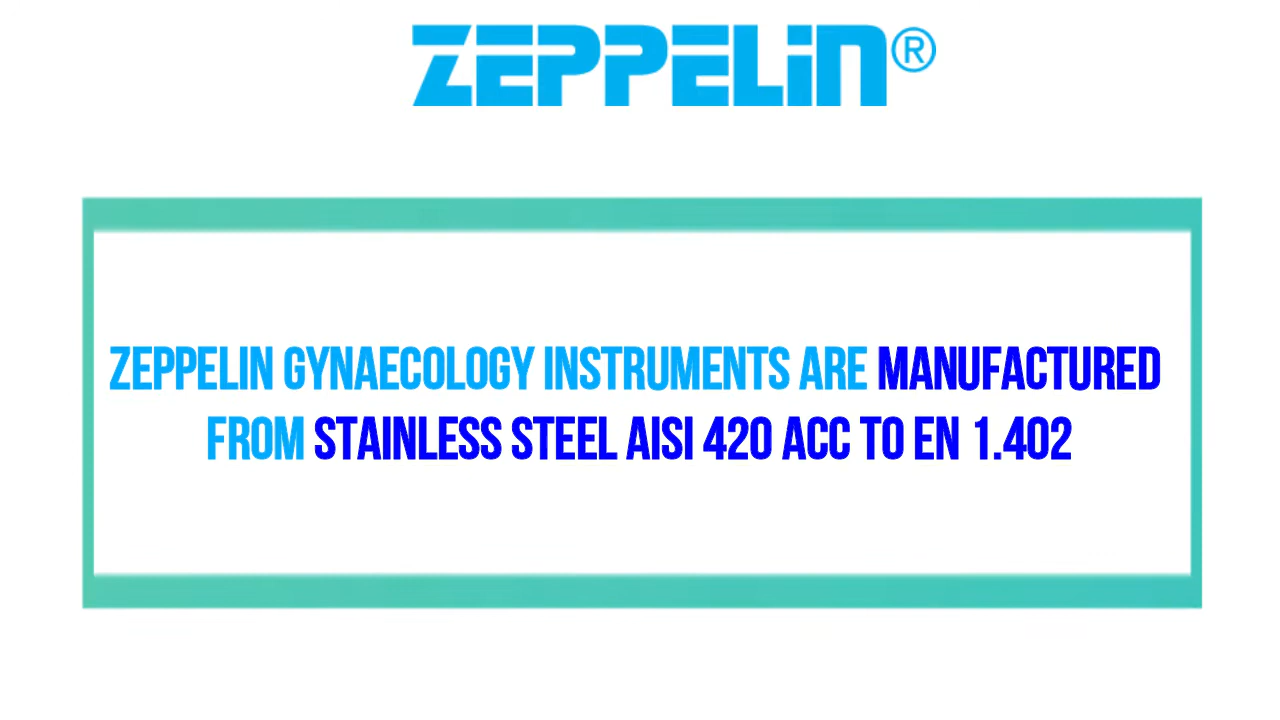 ZEPPELiN®
ZEPPELIN GYNAECOLOGY INSTRUMENTS ARE MANUFACTURED
FROM STAINLESS STEEL AISI 420 ACC TO EN 1.402